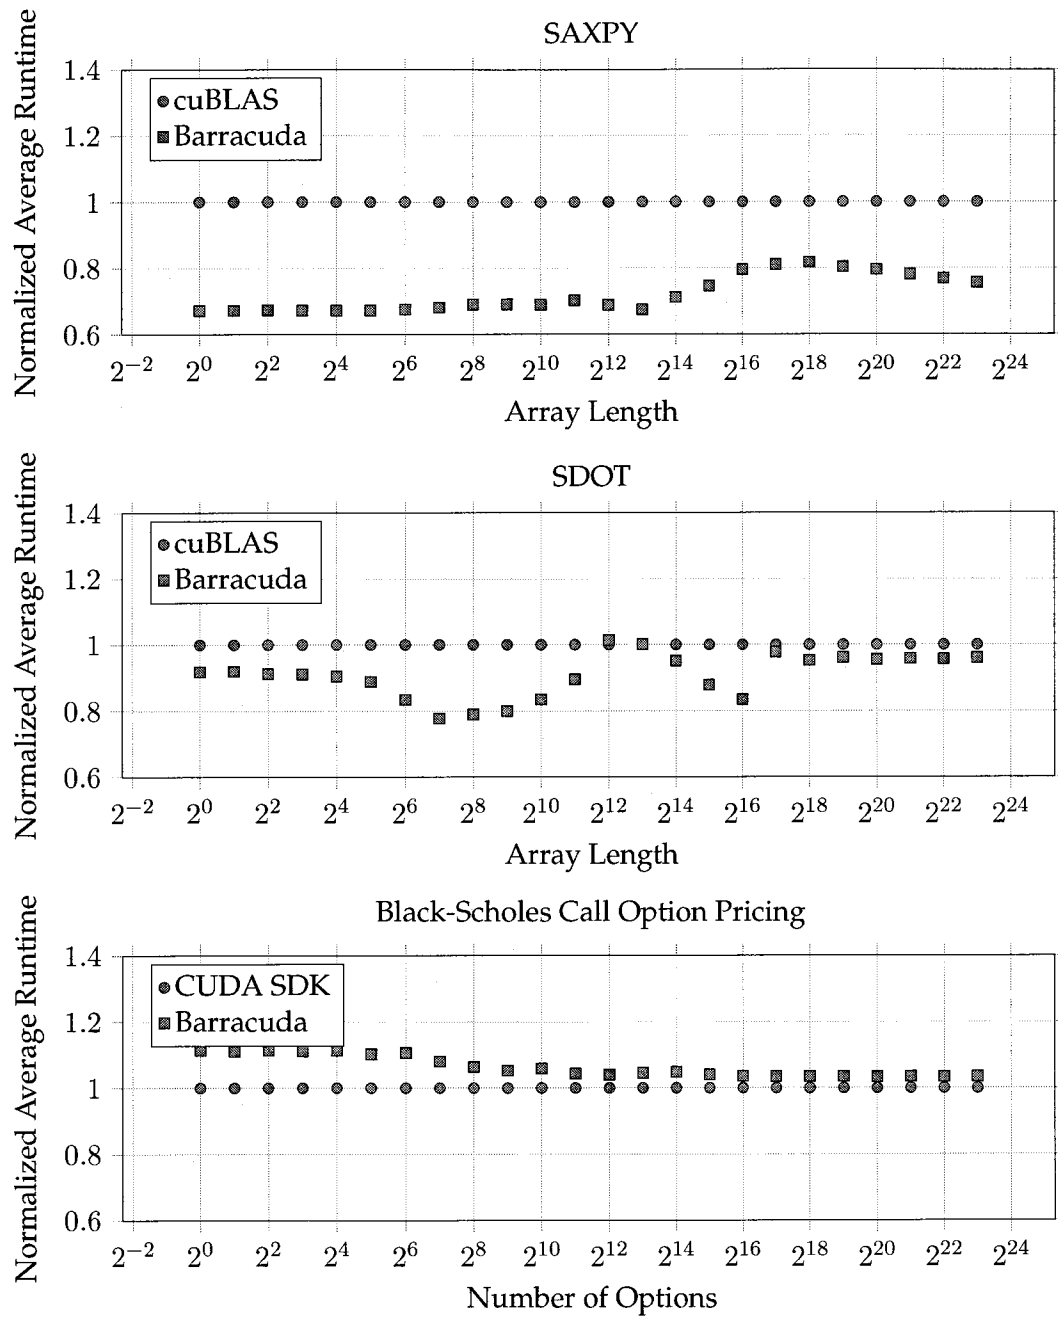 SAXPY
Normalized Average Runtime
1.4
1.2
1
0.8
0.6
cuBLAS
Barracuda
2^−2 2^0 2^2 2^4 2^6 2^8 2^10 2^12 2^14 2^16 2^18 2^20 2^22 2^24
Array Length
SDOT
Normalized Average Runtime
1.4
1.2
1
0.8
0.6
cuBLAS
Barracuda
2^−2 2^0 2^2 2^4 2^6 2^8 2^10 2^12 2^14 2^16 2^18 2^20 2^22 2^24
Array Length
Black-Scholes Call Option Pricing
Normalized Average Runtime
1.4
1.2
1
0.8
0.6
CUDA SDK
Barracuda
2^−2 2^0 2^2 2^4 2^6 2^8 2^10 2^12 2^14 2^16 2^18 2^20 2^22 2^24
Number of Options